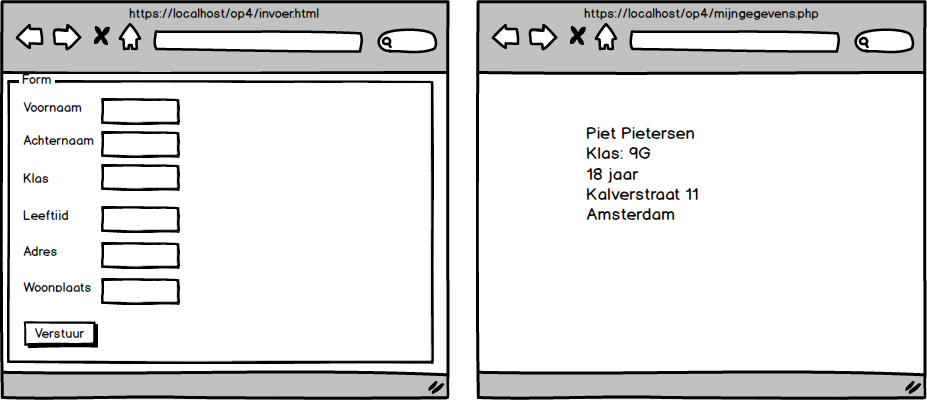 https://localhost/op4/invoer.html
Form
Voornaam
Achternaam
Klas
Leeftijd
Adres
Woonplaats
Verstuur
https://localhost/op4/mijngegevens.php
Piet Pietersen
Klas: 9G
18 jaar
Kalverstraat 11
Amsterdam